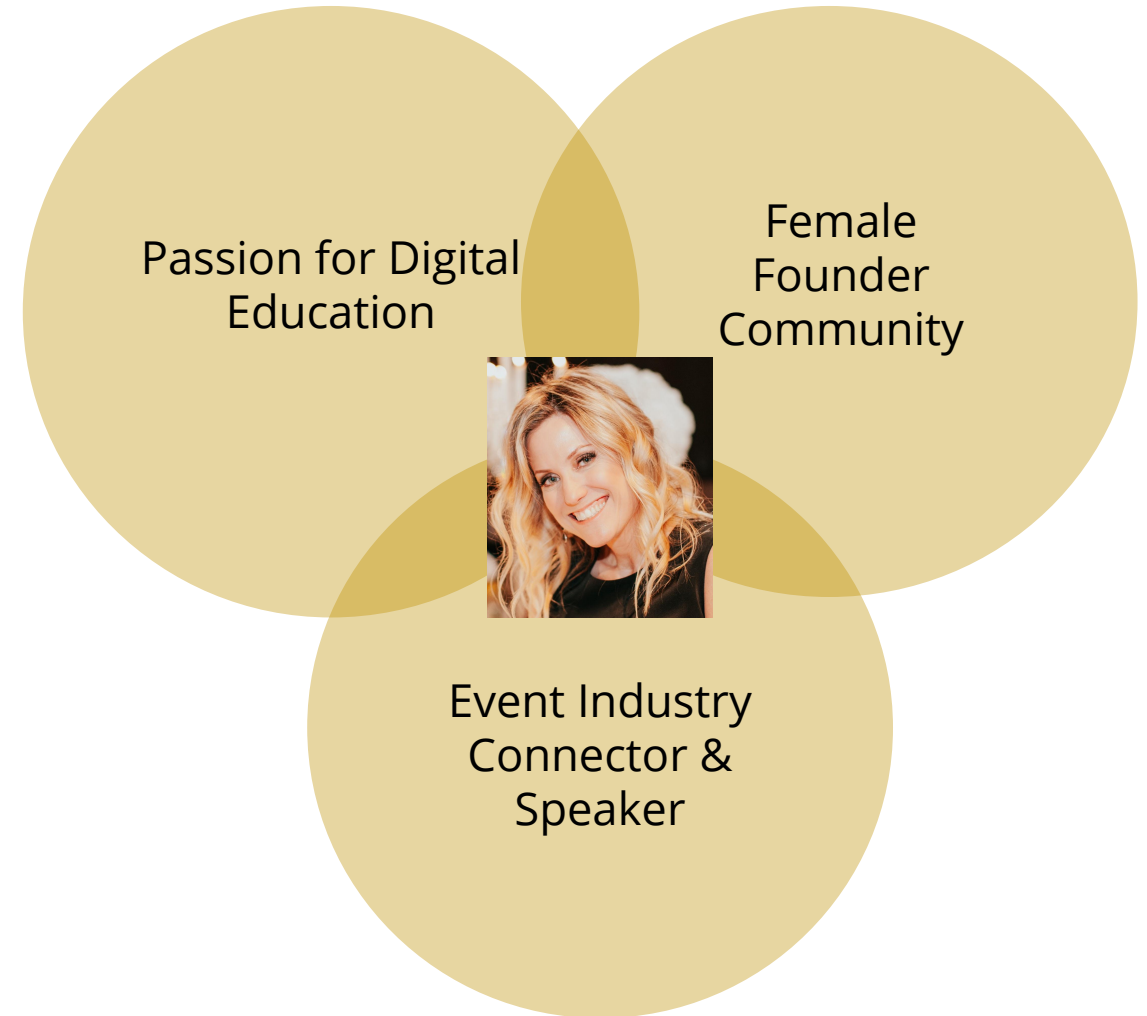 Passion for Digital
Education
Female
Founder
Community
Event Industry
Connector &
Speaker